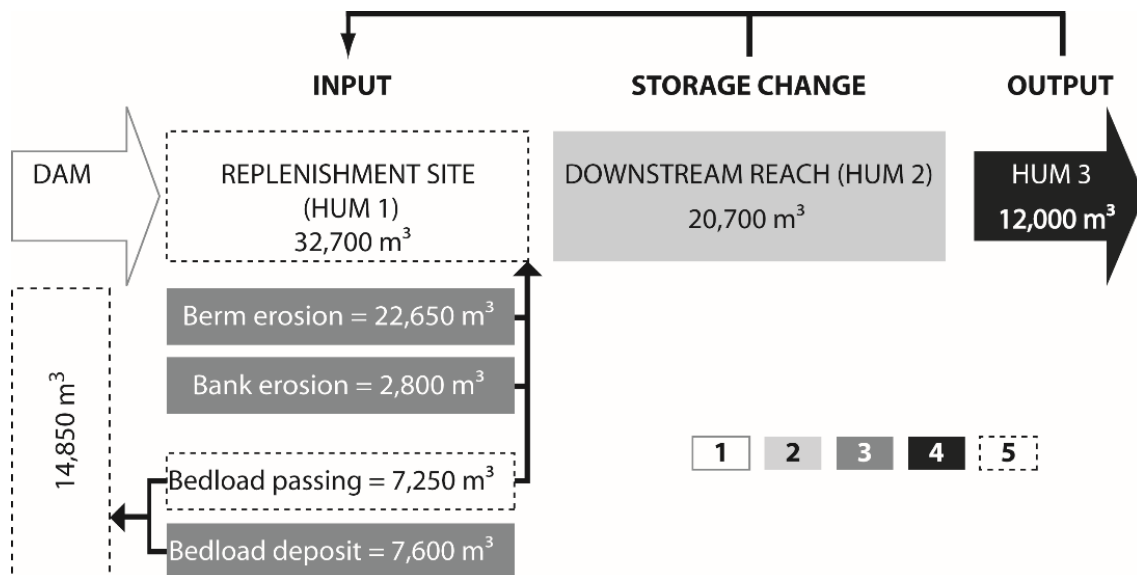 INPUT
STORAGE CHANGE
OUTPUT
DAM
REPLENISHMENT SITE
(HUM 1)
32,700 m³
DOWNSTREAM REACH (HUM 2)
20,700 m³
HUM 3
12,000 m³
14,850 m³
Berm erosion = 22,650 m³
Bank erosion = 2,800 m³
Bedload passing = 7,250 m³
Bedload deposit = 7,600 m³
1
2
3
4
5